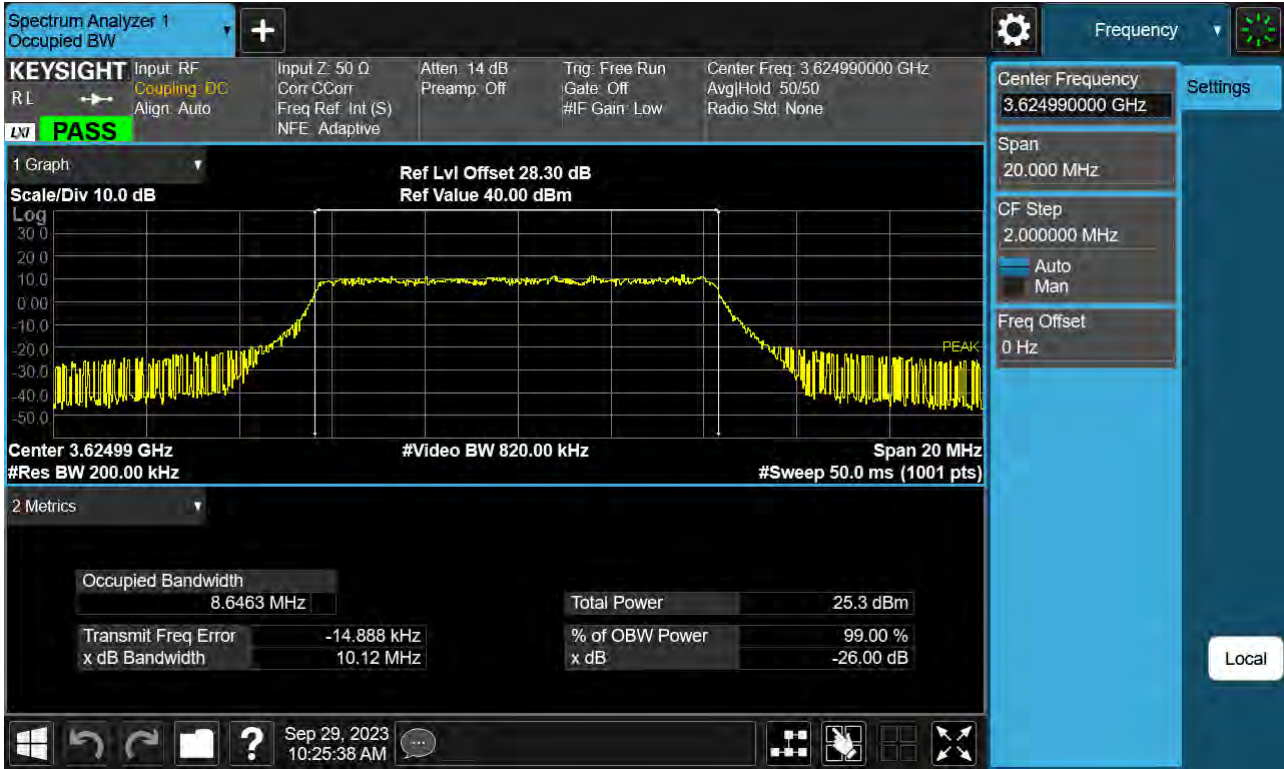 Spectrum Analyzer 1
Occupied BW
Frequency
KEYSIGHT
R L
LXI
PASS
Input: RF
Coupling: DC
Align: Auto
Input Z: 50 Ω
Corr CCorr
Freq Ref: Int (S)
NFE: Adaptive
Atten: 14 dB
Preamp: Off
Trig: Free Run
Gate: Off
#IF Gain: Low
Center Freq: 3.624990000 GHz
Avg|Hold: 50/50
Radio Std: None
1 Graph
Scale/Div 10.0 dB
Ref Lvl Offset 28.30 dB
Ref Value 40.00 dBm
Log
30.0
20.0
10.0
0.00
-10.0
-20.0
-30.0
-40.0
-50.0
PEAK
Center 3.62499 GHz
#Res BW 200.00 kHz
#Video BW 820.00 kHz
Span 20 MHz
#Sweep 50.0 ms (1001 pts)
2 Metrics
Occupied Bandwidth
8.6463 MHz
Transmit Freq Error -14.888 kHz
x dB Bandwidth 10.12 MHz
Total Power 25.3 dBm
% of OBW Power 99.00 %
x dB -26.00 dB
Center Frequency
3.624990000 GHz
Span
20.000 MHz
CF Step
2.000000 MHz
Auto
Man
Freq Offset
0 Hz
Settings
Local
?
Sep 29, 2023
10:25:38 AM